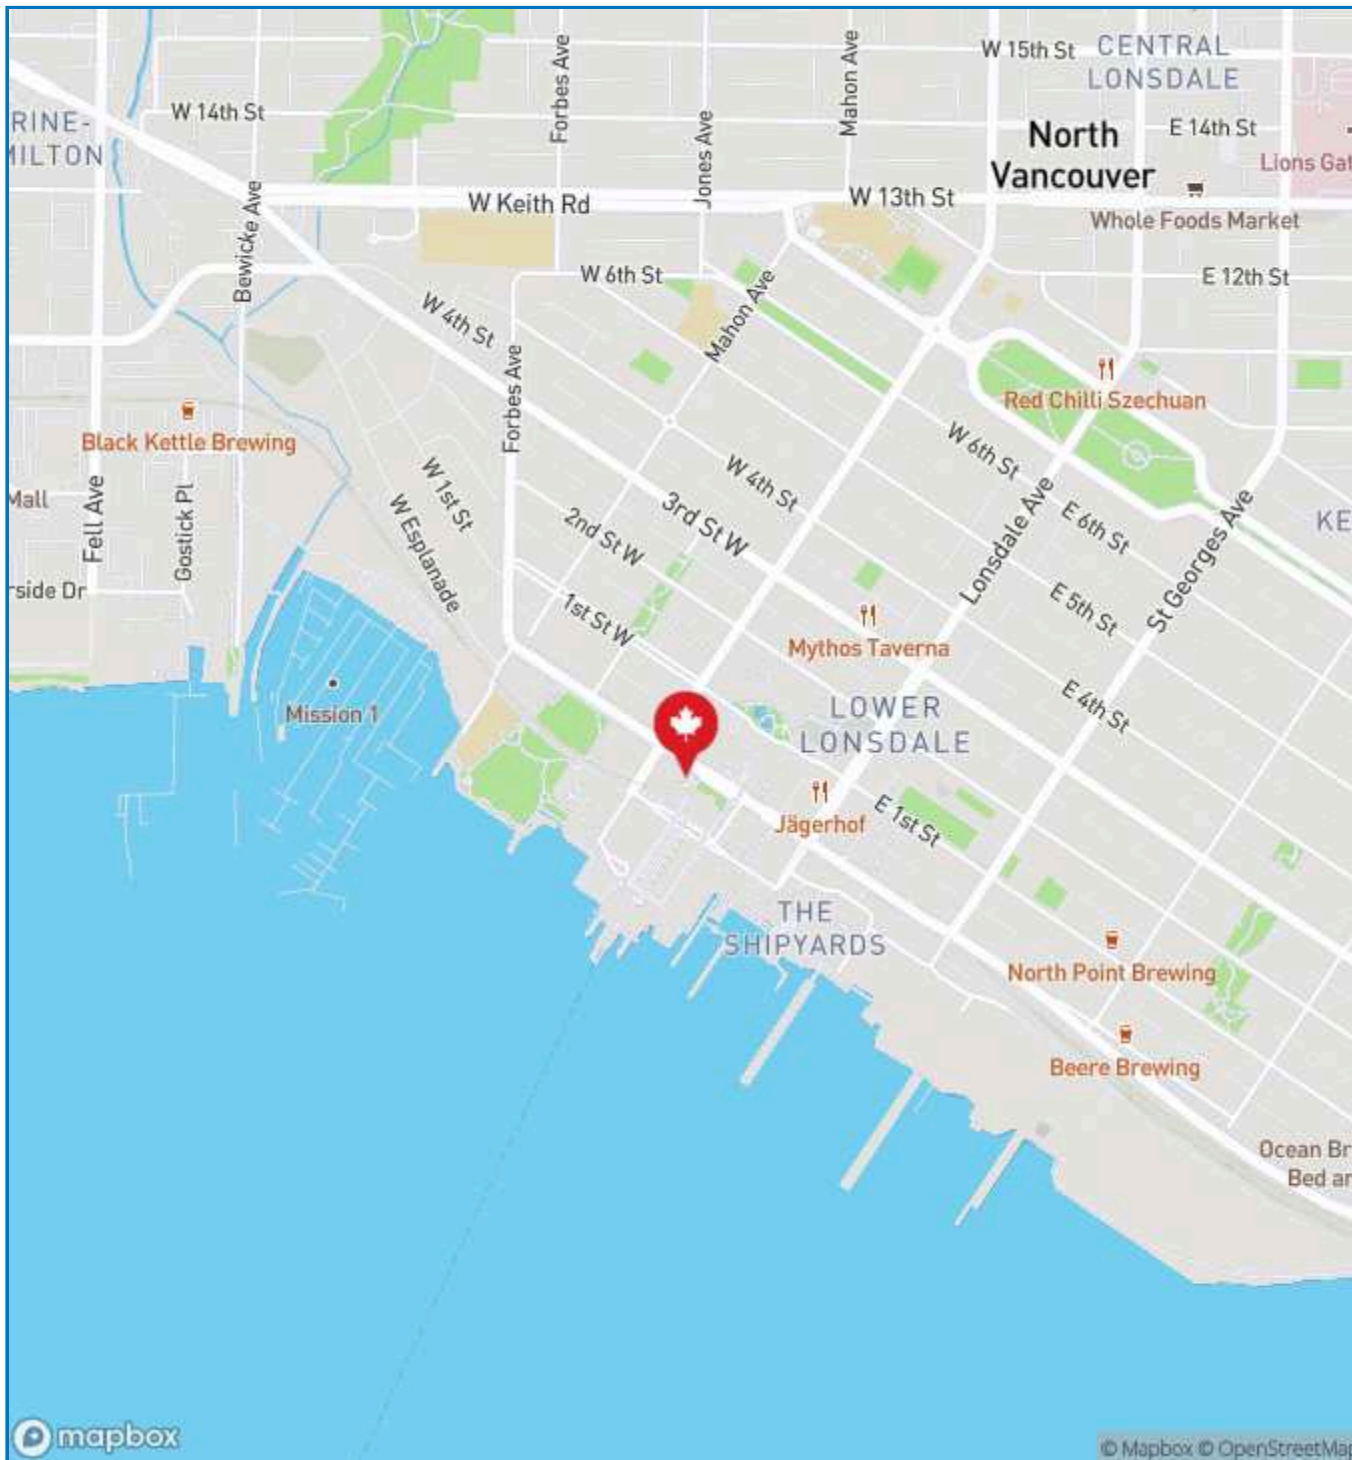 W 15th St
CENTRAL
LONSDALE
W 14th St
Forbes Ave
Jones Ave
Mahon Ave
E 14th St
RINE-
MILTON
North
Vancouver
Lions Gat
W Keith Rd
W 13th St
Whole Foods Market
Bewicke Ave
W 6th St
E 12th St
W 4th St
Mahon Ave
Forbes Ave
Red Chilli Szechuan
Black Kettle Brewing
W 6th St
W 4th St
W 1st St
Mall
Fell Ave
Gostick Pl
W Esplanade
3rd St W
2nd St W
Lonsdale Ave
E 6th St
St Georges Ave
KE
rside Dr
1st St W
E 5th St
Mythos Taverna
Mission 1
LOWER
LONSDALE
E 4th St
Jägerhof
E 1st St
THE
SHIPYARDS
North Point Brewing
Beere Brewing
Ocean Br
Bed an
mapbox
© Mapbox © OpenStreetMap